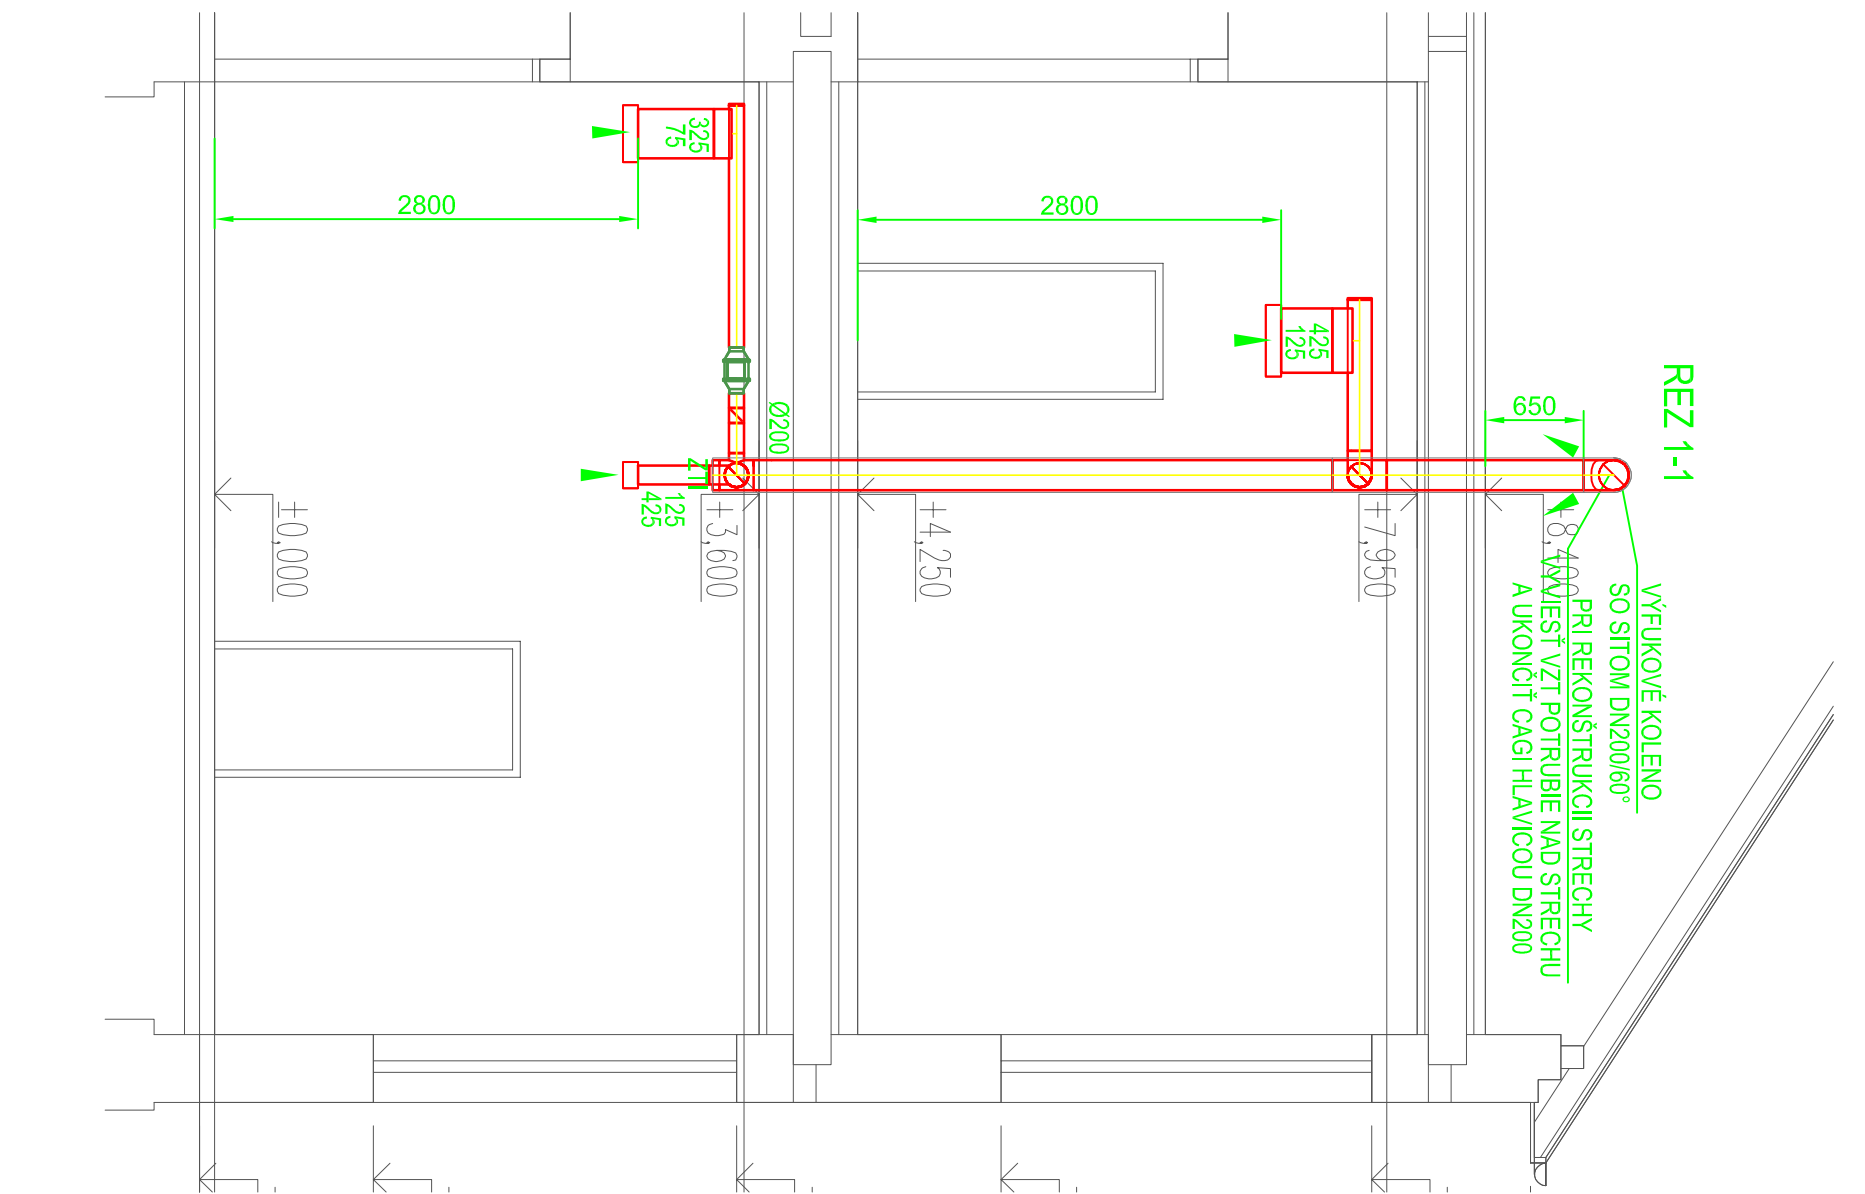 REZ 1-1
VÝFUKOVÉ KOLENO
SO SITOM DN200/60°
PRI REKONŠTRUKCII STRECHY
VYVIESŤ VZT POTRUBIE NAD STRECHU
A UKONČIŤ CAGI HLAVICOU DN200
650
+8,400
+7,950
425
125
2800
+4,250
Ø200
+3,600
325
75
125
425
2800
±0,000